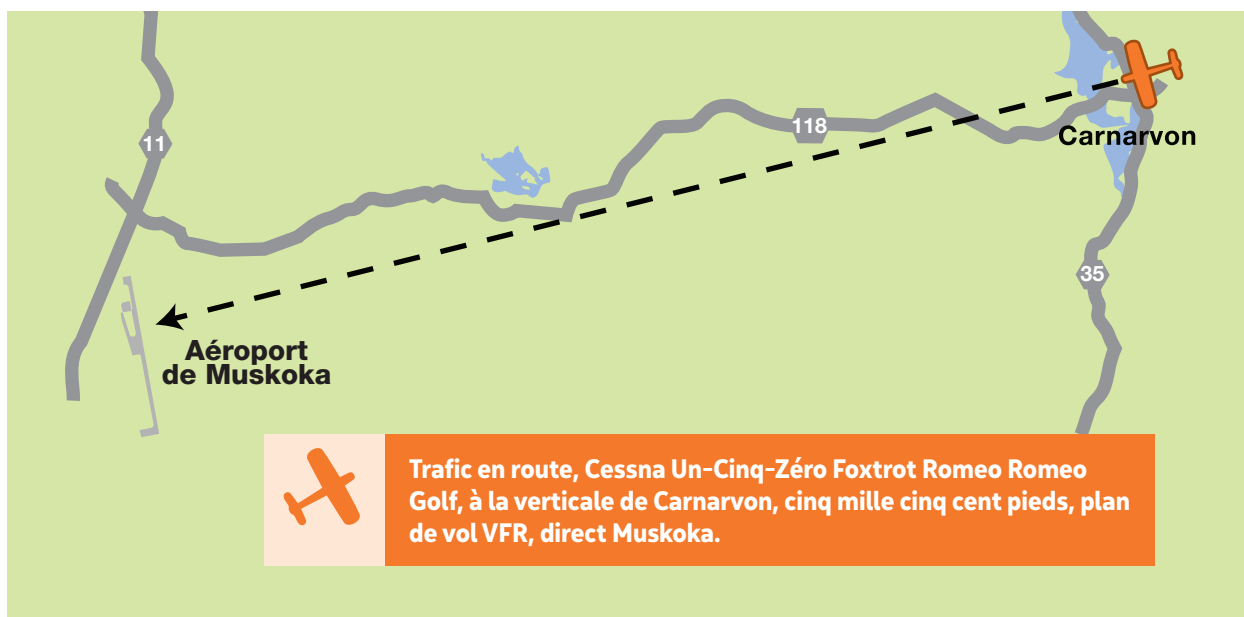 11
118
Carnarvon
35
Aéroport
de Muskoka
Trafic en route, Cessna Un-Cinq-Zéro Foxtrot Romeo Romeo
Golf, à la verticale de Carnarvon, cinq mille cinq cent pieds, plan
de vol VFR, direct Muskoka.